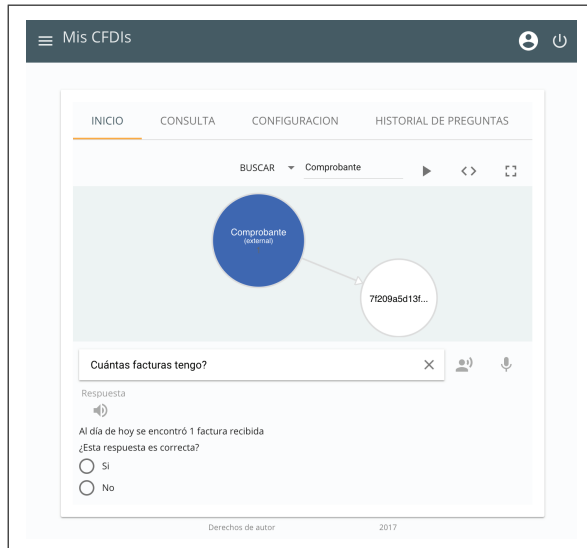 Mis CFDIs
INICIO CONSULTA CONFIGURACION HISTORIAL DE PREGUNTAS
BUSCAR Comprobante
Comprobante
(external)
7f209a5d13f...
Cuántas facturas tengo?
Respuesta
Al día de hoy se encontró 1 factura recibida
¿Esta respuesta es correcta?
Si
No
Derechos de autor 2017